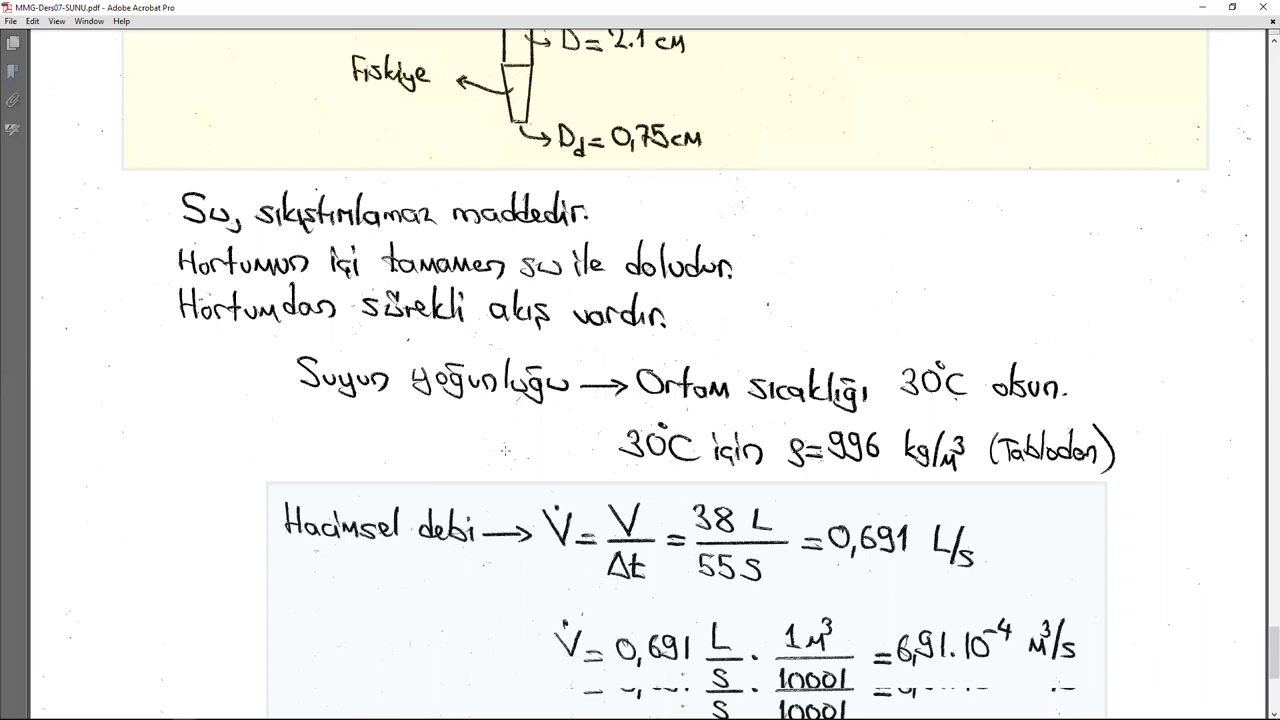 MMG-Ders07-SUNU.pdf - Adobe Acrobat Pro
File Edit View Window Help
D = 2.1 cm
Fıskiye
Dd = 0,75 cm
Su, sıkıştırılamaz maddedir.
Hortumun içi tamamen su ile doludur.
Hortumdan sürekli akış vardır.
Suyun yoğunluğu → Ortam sıcaklığı 30°C olsun.
30°C için ρ = 996 kg/m³ (Tablodan)
Hacimsel debi → V̇ = V/Δt = 38 L/55 s = 0,691 L/s
V̇ = 0,691 L/s · 1 m³/1000 L = 6,91.10⁻⁴ m³/s
s · 1000 L